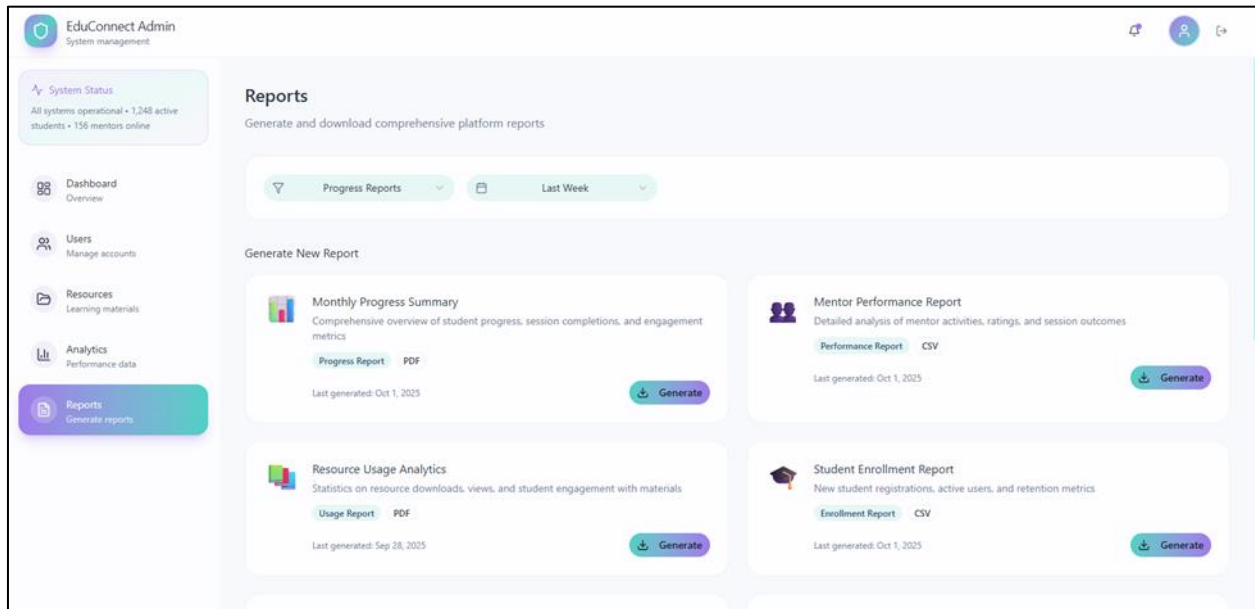 EduConnect Admin
System management
System Status
All systems operational • 1,248 active
students • 156 mentors online
Dashboard
Overview
Users
Manage accounts
Resources
Learning materials
Analytics
Performance data
Reports
Generate reports
Reports
Generate and download comprehensive platform reports
Progress Reports
Last Week
Generate New Report
Monthly Progress Summary
Comprehensive overview of student progress, session completions, and engagement
metrics
Progress Report PDF
Last generated: Oct 1, 2025
Generate
Mentor Performance Report
Detailed analysis of mentor activities, ratings, and session outcomes
Performance Report CSV
Last generated: Oct 1, 2025
Generate
Resource Usage Analytics
Statistics on resource downloads, views, and student engagement with materials
Usage Report PDF
Last generated: Sep 28, 2025
Generate
Student Enrollment Report
New student registrations, active users, and retention metrics
Enrollment Report CSV
Last generated: Oct 1, 2025
Generate